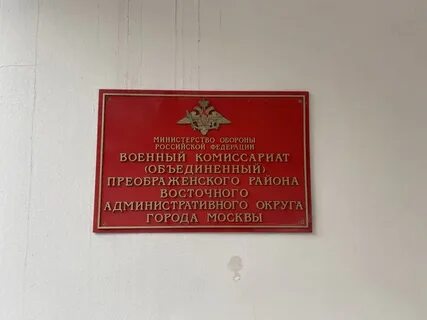 МИНИСТЕРСТВО ОБОРОНЫ
РОССИЙСКОЙ ФЕДЕРАЦИИ
ВОЕННЫЙ КОМИССАРИАТ
(ОБЪЕДИНЕННЫЙ)
ПРЕОБРАЖЕНСКОГО РАЙОНА
ВОСТОЧНОГО
АДМИНИСТРАТИВНОГО ОКРУГА
ГОРОДА МОСКВЫ